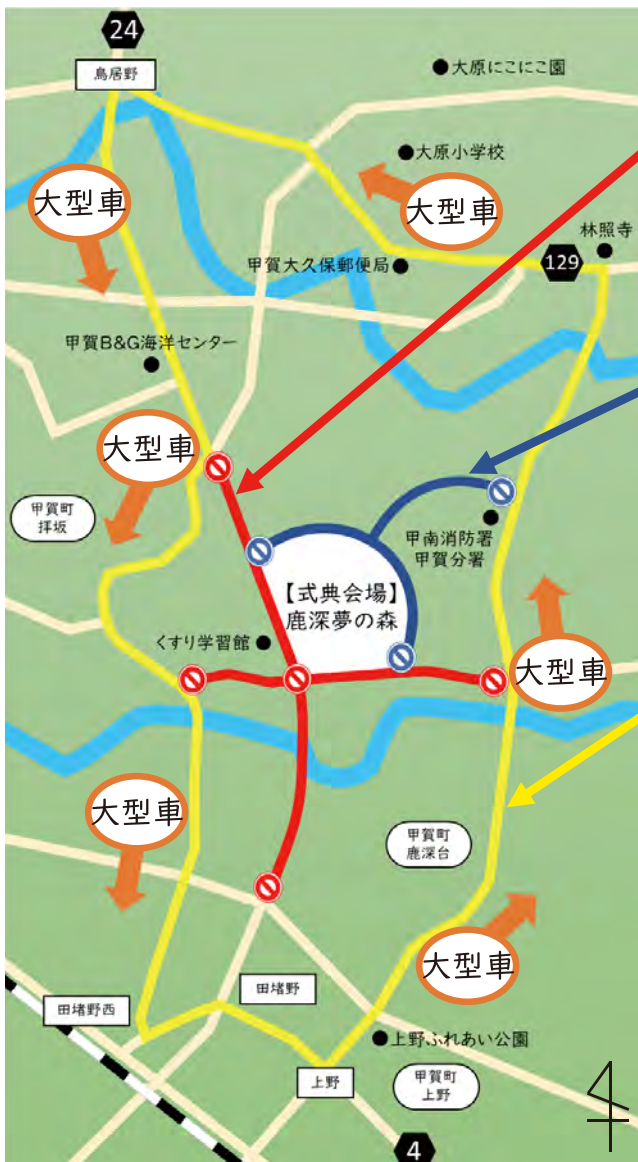 24
鳥居野
大原にこにこ園
大原小学校
大型車
大型車
林照寺
甲賀大久保郵便局
129
甲賀B&G海洋センター
大型車
甲賀町
拝坂
甲南消防署
甲賀分署
【式典会場】
鹿深夢の森
くすり学習館
大型車
大型車
甲賀町
鹿深台
大型車
田堵野
田堵野西
上野ふれあい公園
上野
甲賀町
上野
4